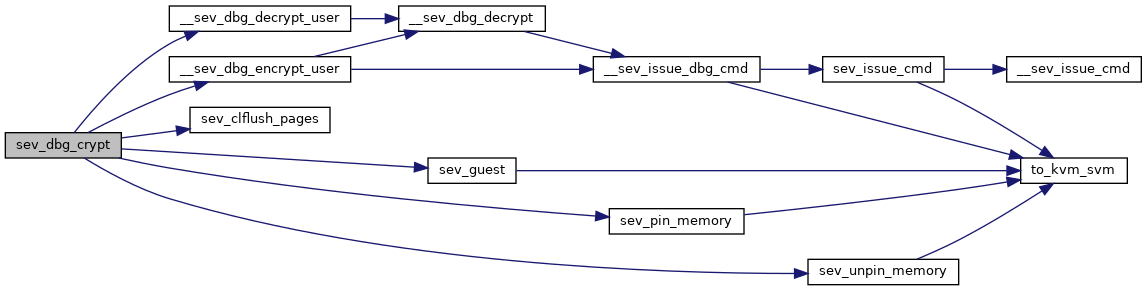 __sev_dbg_decrypt_user
__sev_dbg_decrypt
__sev_dbg_encrypt_user
__sev_issue_dbg_cmd
sev_issue_cmd
__sev_issue_cmd
sev_clflush_pages
sev_dbg_crypt
sev_guest
to_kvm_svm
sev_pin_memory
sev_unpin_memory